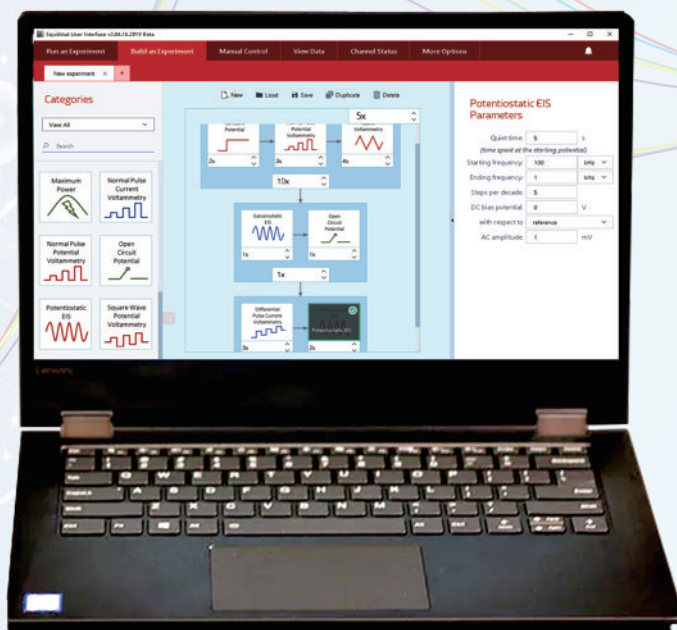 Squidstat User Interface v2.04.16.2019 Beta
Run an Experiment
Build an Experiment
Manual Control
View Data
Channel Status
More Options
New experiment
Categories
View All
Search
Maximum
Power
Normal Pulse
Current
Voltammetry
Normal Pulse
Potential
Voltammetry
Open
Circuit
Potential
Potentiostatic
EIS
Square Wave
Potential
Voltammetry
New
Load
Save
Duplicate
Delete
5x
Potential
Potential
Voltammetry
Voltammetry
2x
3x
4x
10x
Galvanostatic
EIS
Open
Circuit
Potential
1x
1x
1x
Differential
Pulse Current
Voltammetry
Potentiostatic EIS
3x
2x
Potentiostatic EIS
Parameters
Quiet time 5 s
(time spent at the starting potential)
Starting frequency 100 kHz
Ending frequency 1 kHz
Steps per decade 5
DC bias potential 0 V
with respect to reference
AC amplitude 1 mV
Lenovo
Q W E R T Y U I O P
A S D F G H J K L
Z X C V B N M